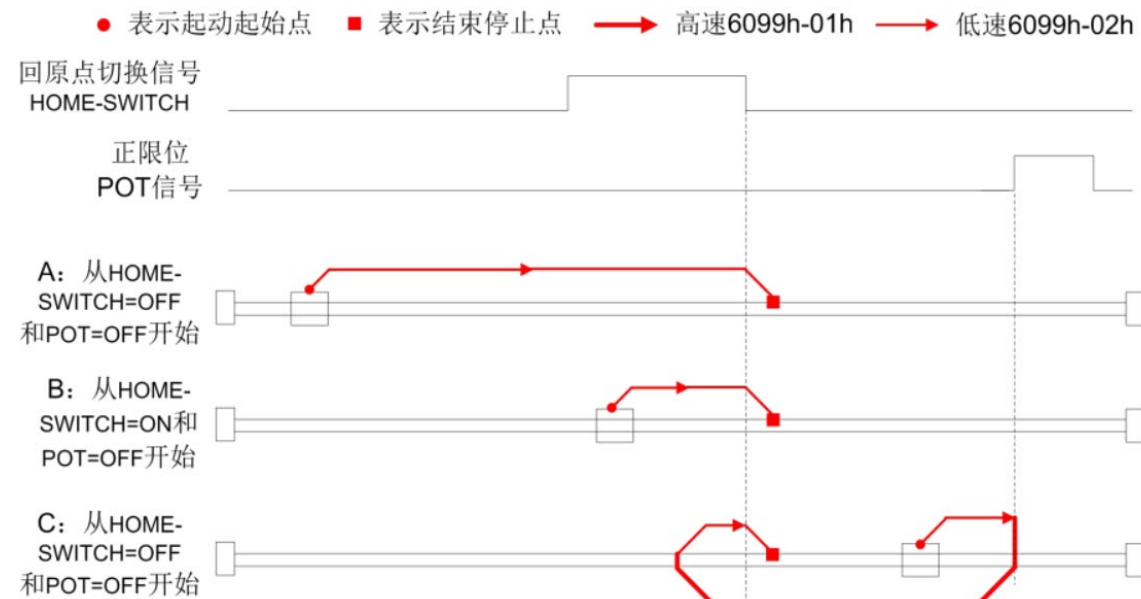 表示起动起始点 表示结束停止点 高速6099h-01h 低速6099h-02h
回原点切换信号
HOME-SWITCH
正限位
POT信号
A：从HOME-
SWITCH=OFF
和POT=OFF开始
B：从HOME-
SWITCH=ON和
POT=OFF开始
C：从HOME-
SWITCH=OFF
和POT=OFF开始